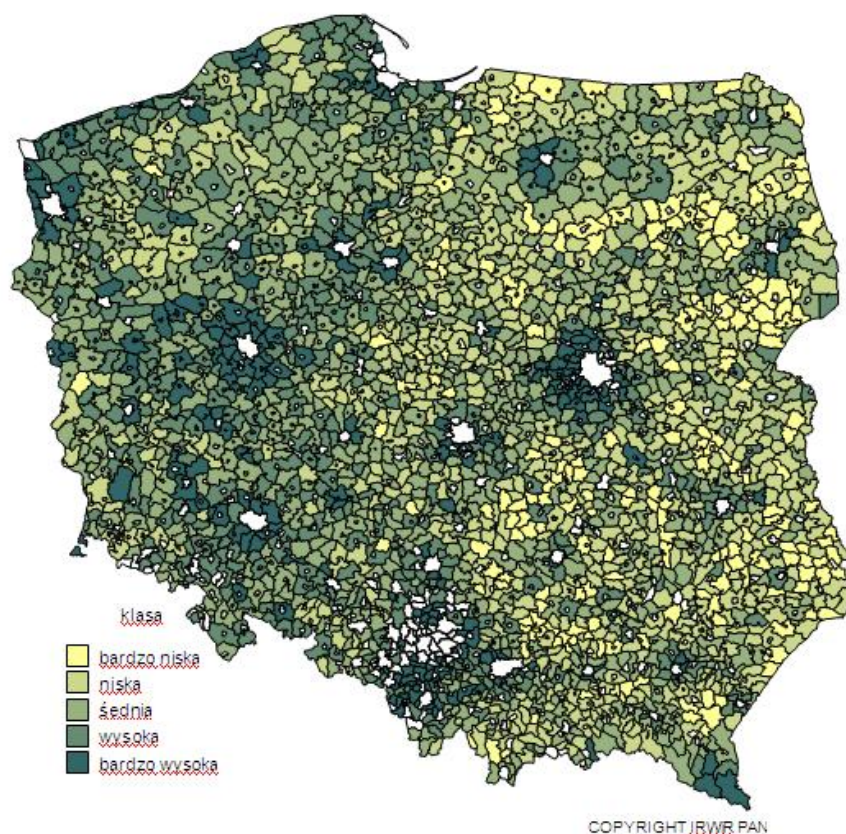 klasa
bardzo niska
niska
śednia
wysoka
bardzo wysoka
COPYRIGHT IRWR PAN